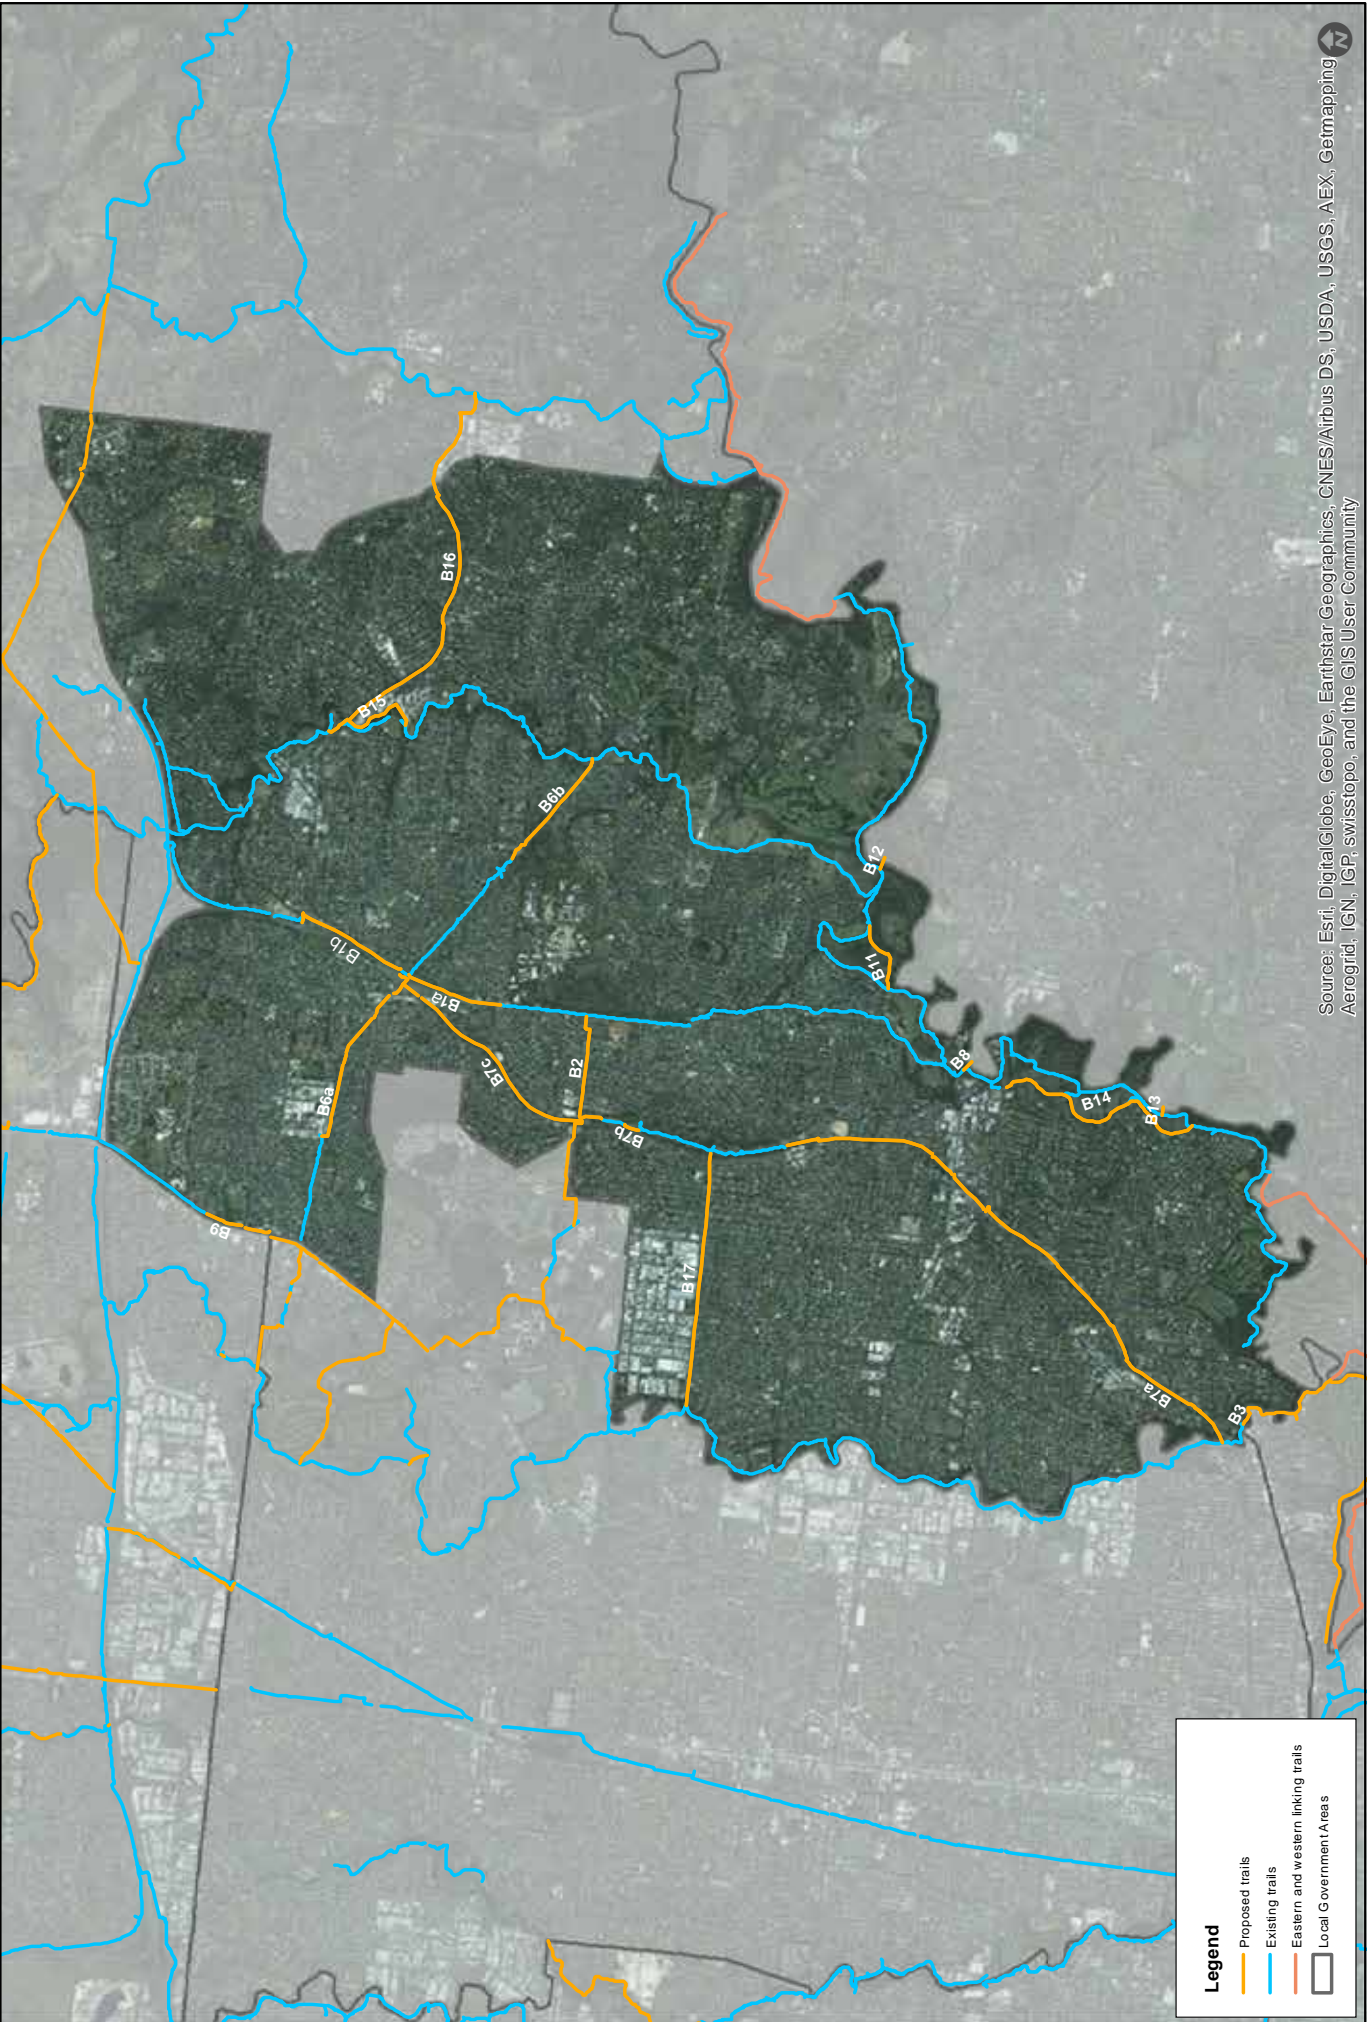 B16
B15
B6b
B1b
B1a
B7c
B2
B6a
B9
B7b
B17
B12
B11
B8
B14
B13
B7a
B3
Legend
Proposed trails
Existing trails
Eastern and western linking trails
Local Government Areas
N
Source: Esri, DigitalGlobe, GeoEye, Earthstar Geographics, CNES/Airbus DS, USDA, USGS, AEX, Getmapping,
Aerogrid, IGN, IGP, swisstopo, and the GIS User Community